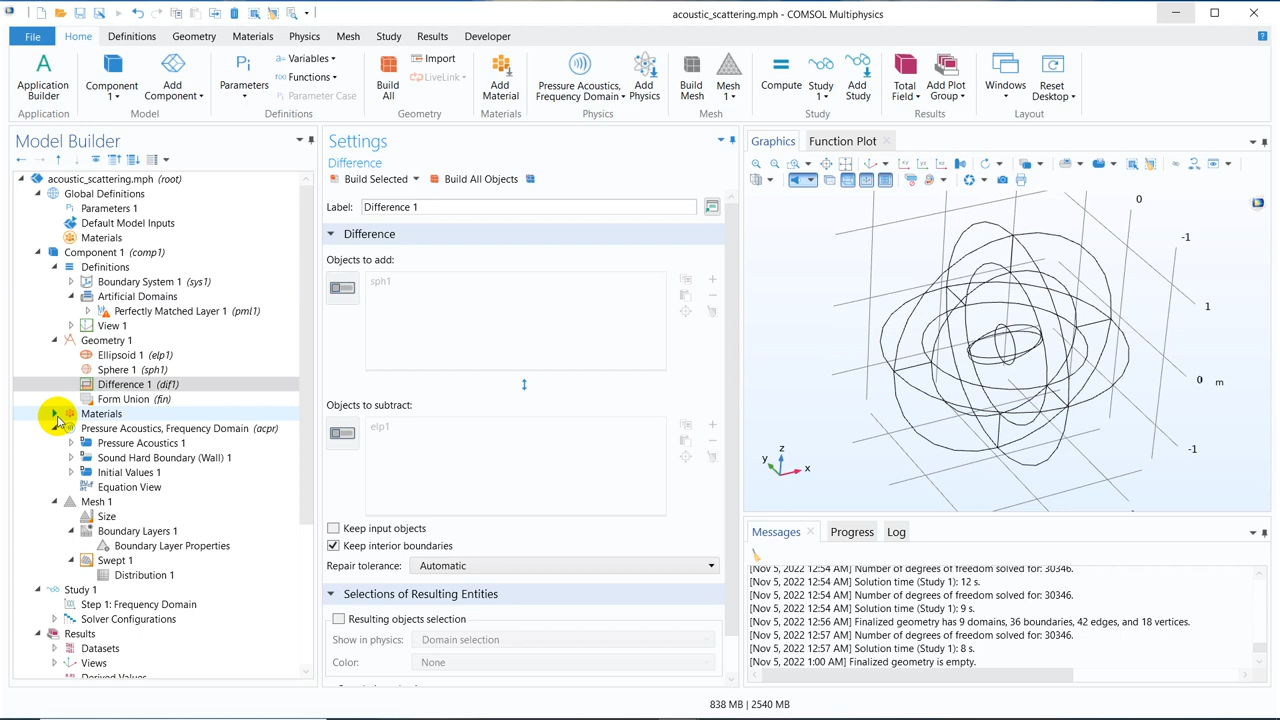 acoustic_scattering.mph - COMSOL Multiphysics
File Home Definitions Geometry Materials Physics Mesh Study Results Developer
Application Builder
Component 1
Add Component
Parameters Pi
a= Variables
f(x) Functions
Pi Parameter Case
Build All
Import
LiveLink
Add Material
Pressure Acoustics, Frequency Domain
Add Physics
Build Mesh
Mesh 1
Compute
Study 1
Add Study
Total Field
Add Plot Group
Windows
Reset Desktop
Application Model Definitions Geometry Materials Physics Mesh Study Results Layout
Model Builder
acoustic_scattering.mph (root)
Global Definitions
Pi Parameters 1
Default Model Inputs
Materials
Component 1 (comp1)
Definitions
Boundary System 1 (sys1)
Artificial Domains
Perfectly Matched Layer 1 (pml1)
View 1
Geometry 1
Ellipsoid 1 (elp1)
Sphere 1 (sph1)
Difference 1 (dif1)
Form Union (fin)
Materials
Pressure Acoustics, Frequency Domain (acpr)
Pressure Acoustics 1
Sound Hard Boundary (Wall) 1
Initial Values 1
Equation View
Mesh 1
Size
Boundary Layers 1
Boundary Layer Properties
Swept 1
Distribution 1
Study 1
Step 1: Frequency Domain
Solver Configurations
Results
Datasets
Views
Derived Values
Settings
Difference
Build Selected Build All Objects
Label: Difference 1
Difference
Objects to add:
sph1
Objects to subtract:
elp1
Keep input objects
Keep interior boundaries
Repair tolerance: Automatic
Selections of Resulting Entities
Resulting objects selection
Show in physics: Domain selection
Color: None
Graphics Function Plot
0
-1
1
0 m
-1
z
y
x
Messages Progress Log
[Nov 5, 2022 12:54 AM] Number of degrees of freedom solved for: 30346.
[Nov 5, 2022 12:54 AM] Solution time (Study 1): 12 s.
[Nov 5, 2022 12:54 AM] Number of degrees of freedom solved for: 30346.
[Nov 5, 2022 12:54 AM] Solution time (Study 1): 9 s.
[Nov 5, 2022 12:56 AM] Finalized geometry has 9 domains, 36 boundaries, 42 edges, and 18 vertices.
[Nov 5, 2022 12:57 AM] Number of degrees of freedom solved for: 30346.
[Nov 5, 2022 12:57 AM] Solution time (Study 1): 8 s.
[Nov 5, 2022 1:00 AM] Finalized geometry is empty.
838 MB | 2540 MB